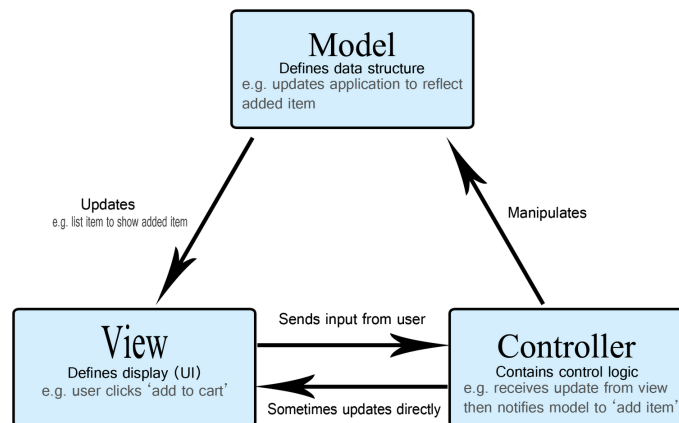 Model
Defines data structure
e.g. updates application to reflect
added item
Updates
e.g. list item to show added item
Manipulates
View
Defines display (UI)
e.g. user clicks ‘add to cart’
Sends input from user
Sometimes updates directly
Controller
Contains control logic
e.g. receives update from view
then notifies model to ‘add item’